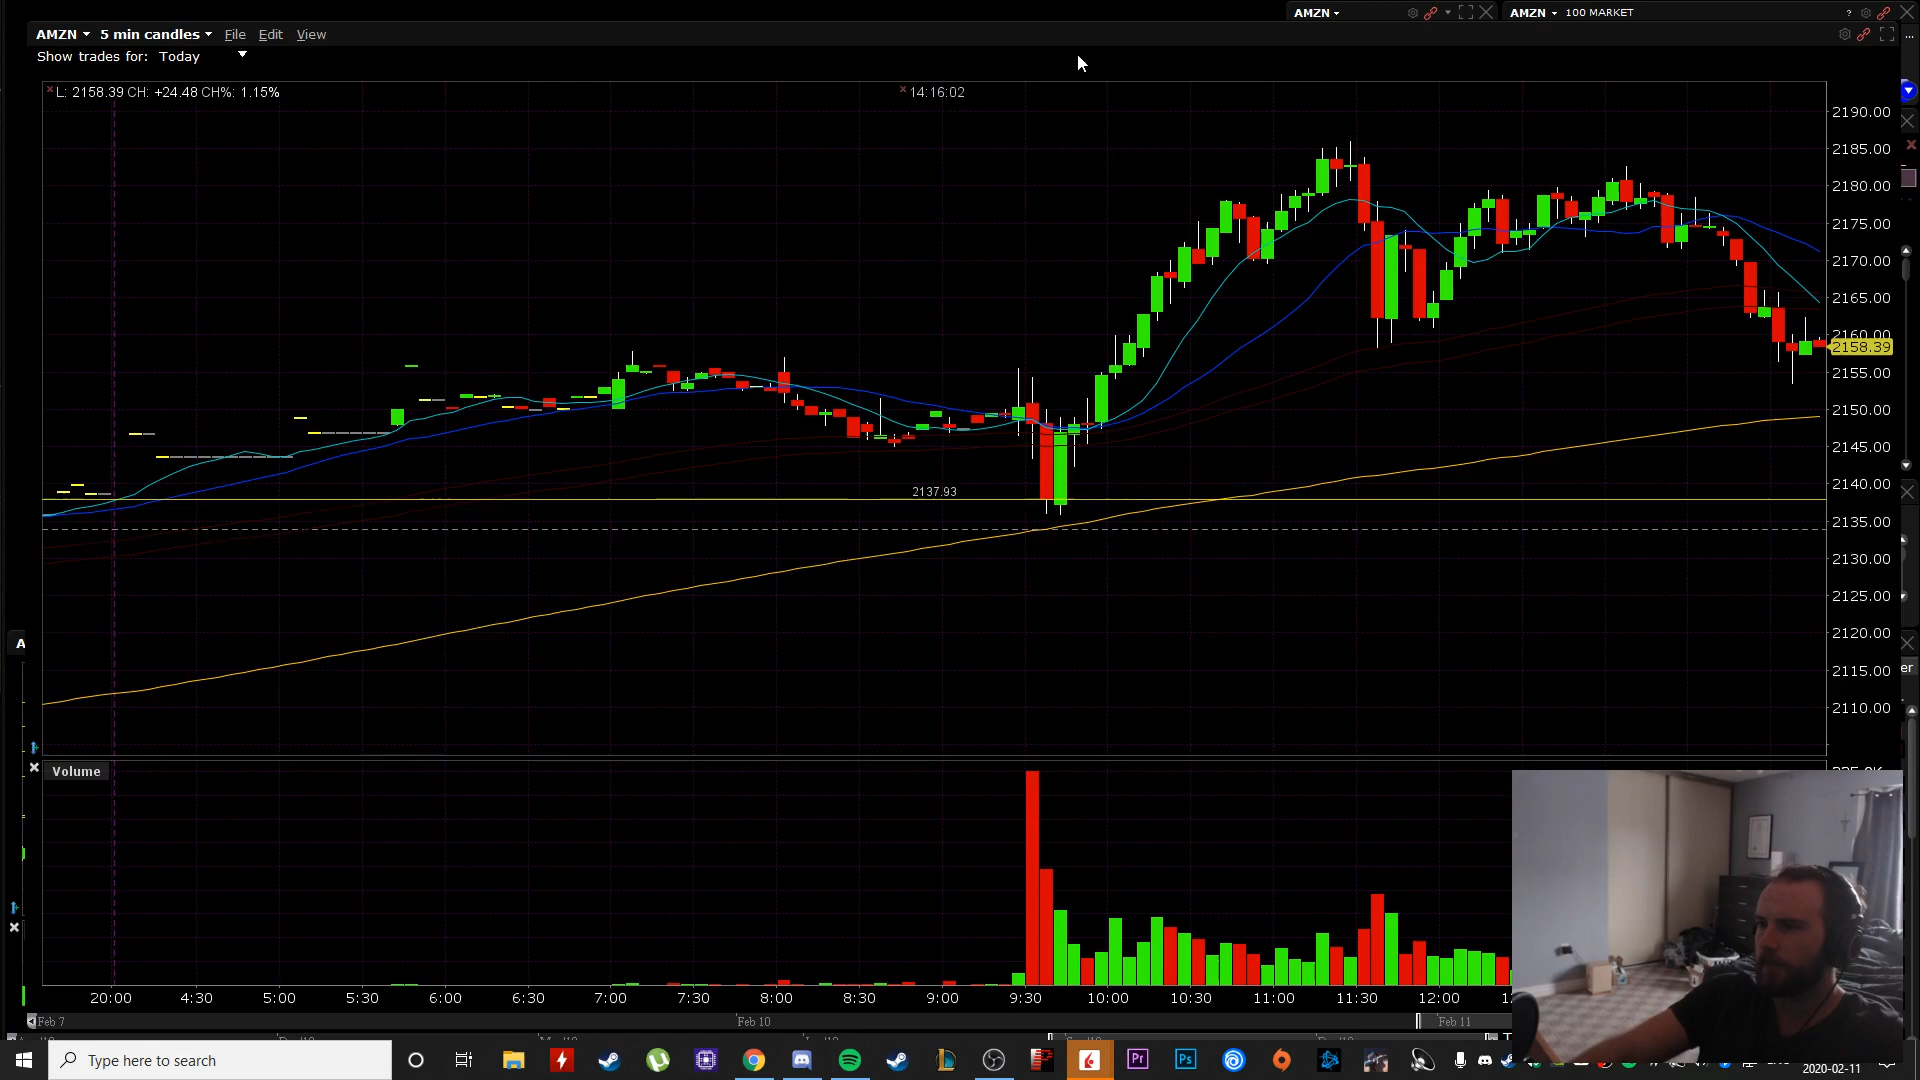 AMZN
AMZN 100 MARKET ?
AMZN 5 min candles File Edit View
Show trades for: Today
L: 2158.39 CH: +24.48 CH%: 1.15%
14:16:02
2190.00
2185.00
2180.00
2175.00
2170.00
2165.00
2160.00
2158.39
2155.00
2150.00
2145.00
2140.00
2137.93
2135.00
2130.00
2125.00
2120.00
2115.00
2110.00
A
er
Volume
20:00 4:30 5:00 5:30 6:00 6:30 7:00 7:30 8:00 8:30 9:00 9:30 10:00 10:30 11:00 11:30 12:00
Feb 7 Feb 10 Feb 11
Type here to search
Pr Ps
2020-02-11